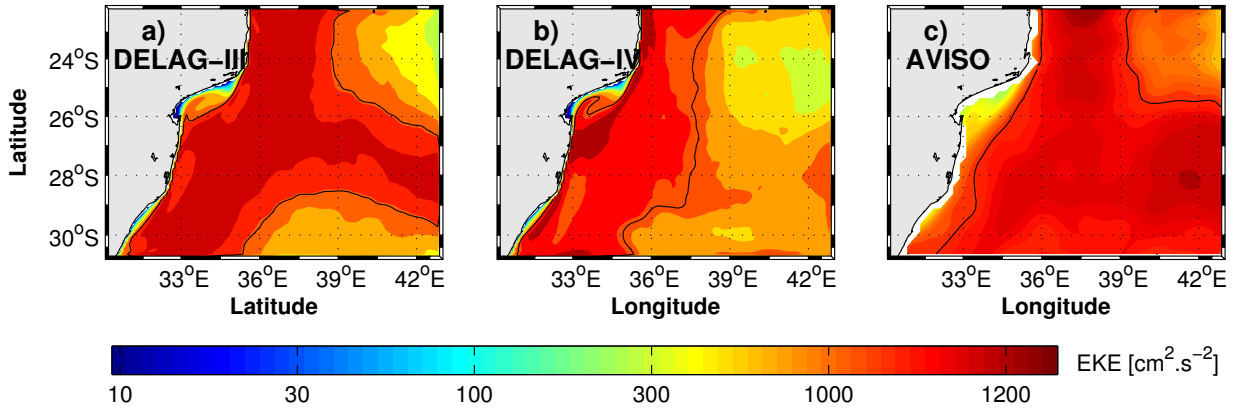 a)
DELAG-III
b)
DELAG-IV
c)
AVISO
Latitude
24°S
26°S
28°S
30°S
33°E 36°E 39°E 42°E
33°E 36°E 39°E 42°E
33°E 36°E 39°E 42°E
Latitude
Longitude
Longitude
10 30 100 300 1000 1200
EKE [cm².s⁻²]